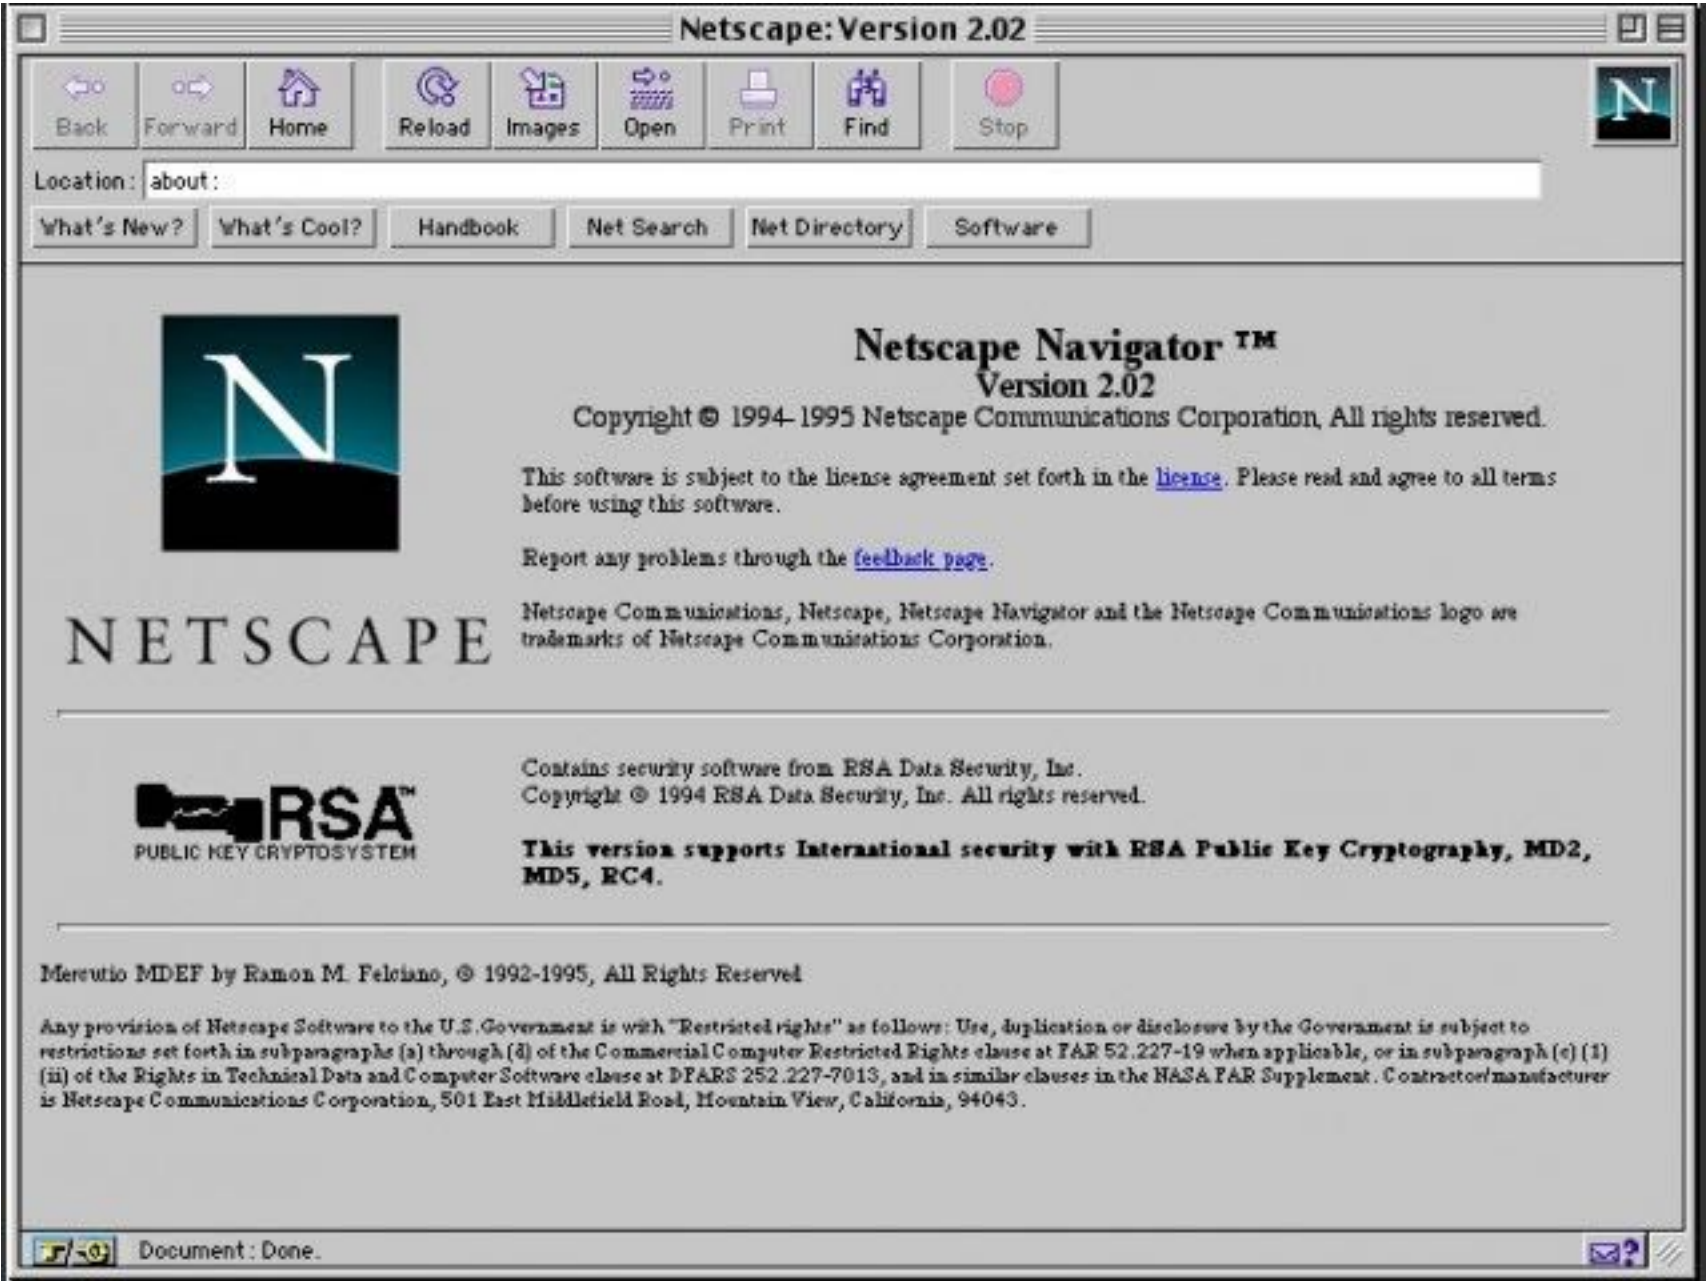 Netscape: Version 2.02
Back Forward Home Reload Images Open Print Find Stop
N
Location: about:
What's New? What's Cool? Handbook Net Search Net Directory Software
N
NETSCAPE
Netscape Navigator ™
Version 2.02
Copyright © 1994-1995 Netscape Communications Corporation, All rights reserved.
This software is subject to the license agreement set forth in the license. Please read and agree to all terms
before using this software.
Report any problems through the feedback page.
Netscape Communications, Netscape, Netscape Navigator and the Netscape Communications logo are
trademarks of Netscape Communications Corporation.
RSA™
PUBLIC KEY CRYPTOSYSTEM
Contains security software from RSA Data Security, Inc.
Copyright © 1994 RSA Data Security, Inc. All rights reserved.
This version supports International security with RSA Public Key Cryptography, MD2,
MD5, RC4.
Mercutio MDEF by Ramon M. Felciano, © 1992-1995, All Rights Reserved
Any provision of Netscape Software to the U.S.Government is with "Restricted rights" as follows: Use, duplication or disclosure by the Government is subject to
restrictions set forth in subparagraphs (a) through (d) of the Commercial Computer Restricted Rights clause at FAR 52.227-19 when applicable, or in subparagraph (c) (1)
(ii) of the Rights in Technical Data and Computer Software clause at DFARS 252.227-7013, and in similar clauses in the NASA FAR Supplement. Contractor/manufacturer
is Netscape Communications Corporation, 501 East Middlefield Road, Mountain View, California, 94043.
Document: Done.
?